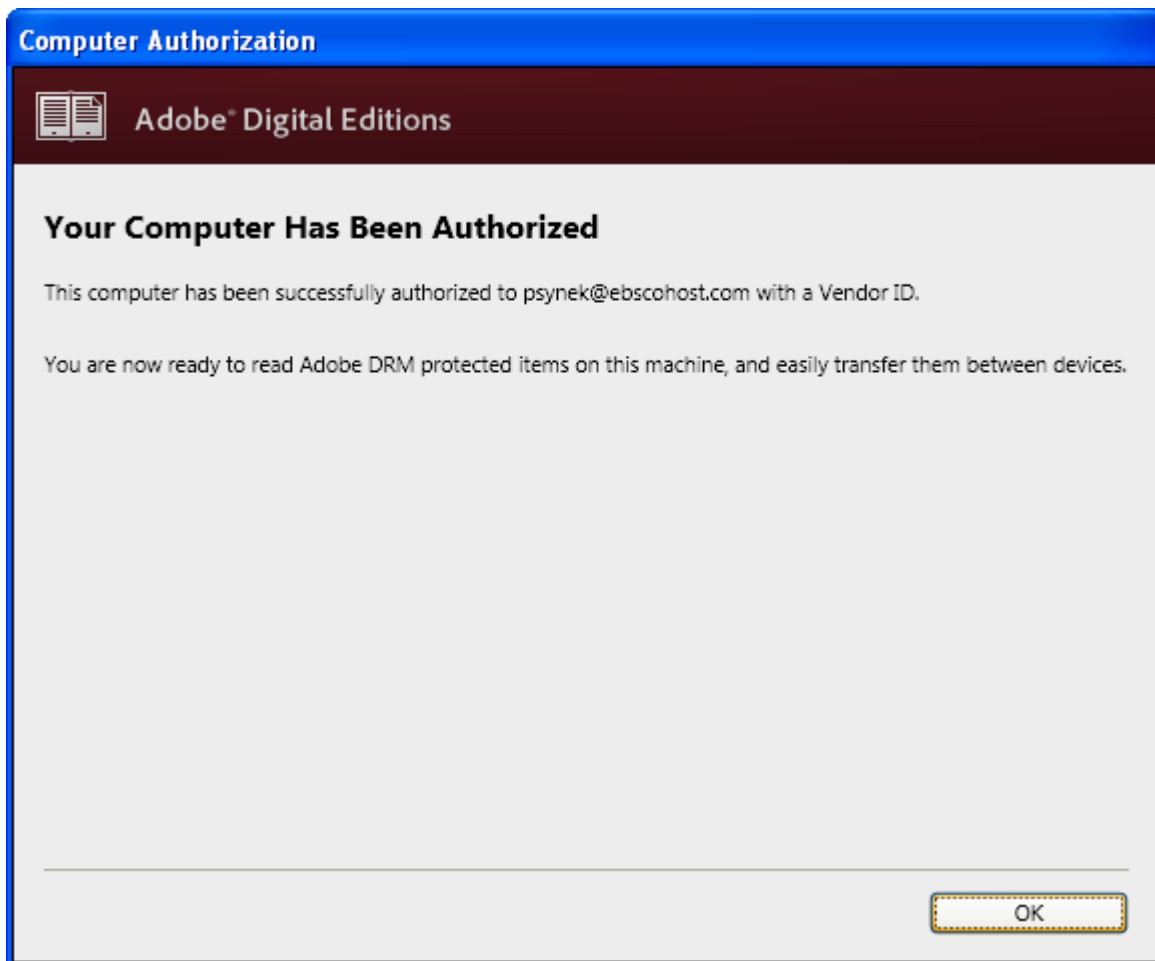 Computer Authorization
Adobe® Digital Editions
Your Computer Has Been Authorized
This computer has been successfully authorized to psynek@ebscohost.com with a Vendor ID.
You are now ready to read Adobe DRM protected items on this machine, and easily transfer them between devices.
OK